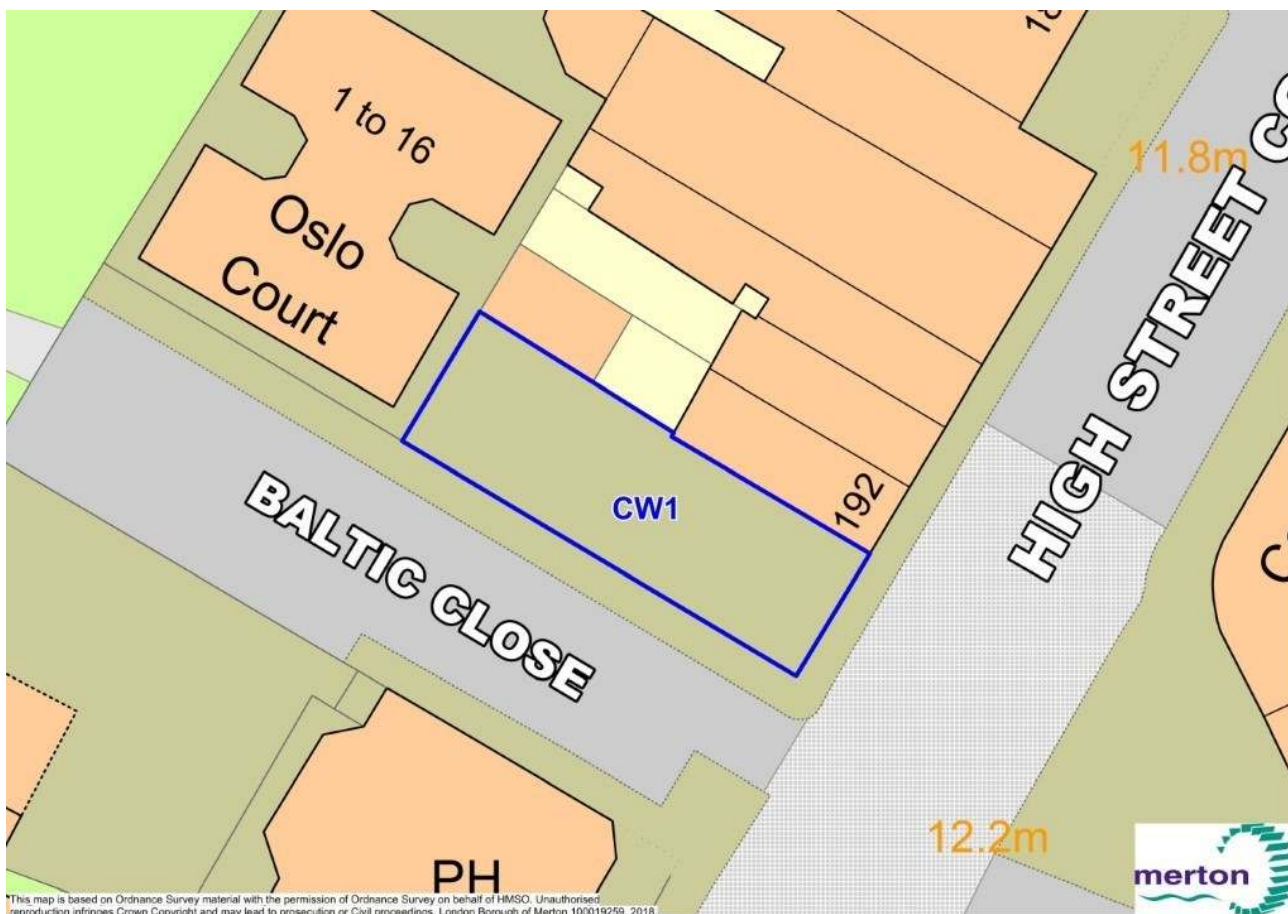 18
1 to 16
11.8m
Oslo
Court
HIGH STREET CO
192
CW1
BALTIC CLOSE
12.2m
PH
merton
This map is based on Ordnance Survey material with the permission of Ordnance Survey on behalf of HMSO. Unauthorised
reproduction infringes Crown Copyright and may lead to prosecution or Civil proceedings. London Borough of Merton 100019259. 2018.